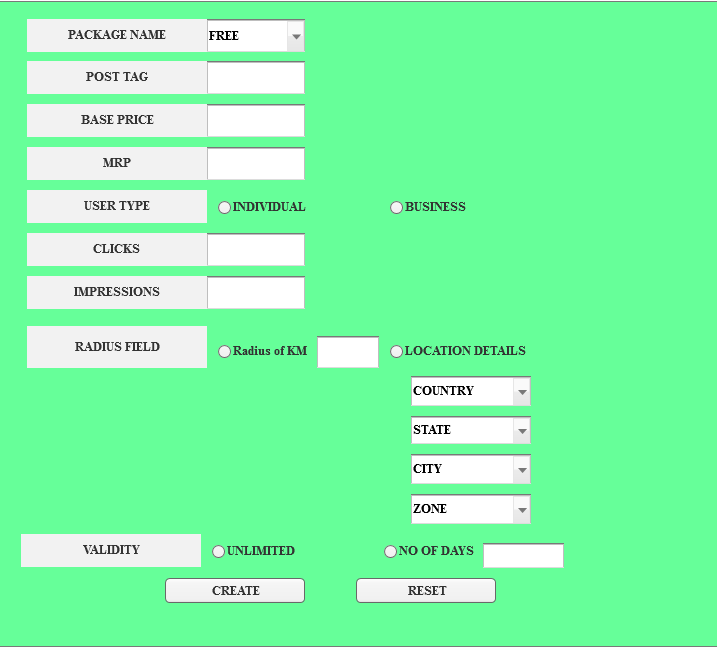 PACKAGE NAME FREE
POST TAG
BASE PRICE
MRP
USER TYPE INDIVIDUAL BUSINESS
CLICKS
IMPRESSIONS
RADIUS FIELD Radius of KM LOCATION DETAILS
COUNTRY
STATE
CITY
ZONE
VALIDITY UNLIMITED NO OF DAYS
CREATE RESET